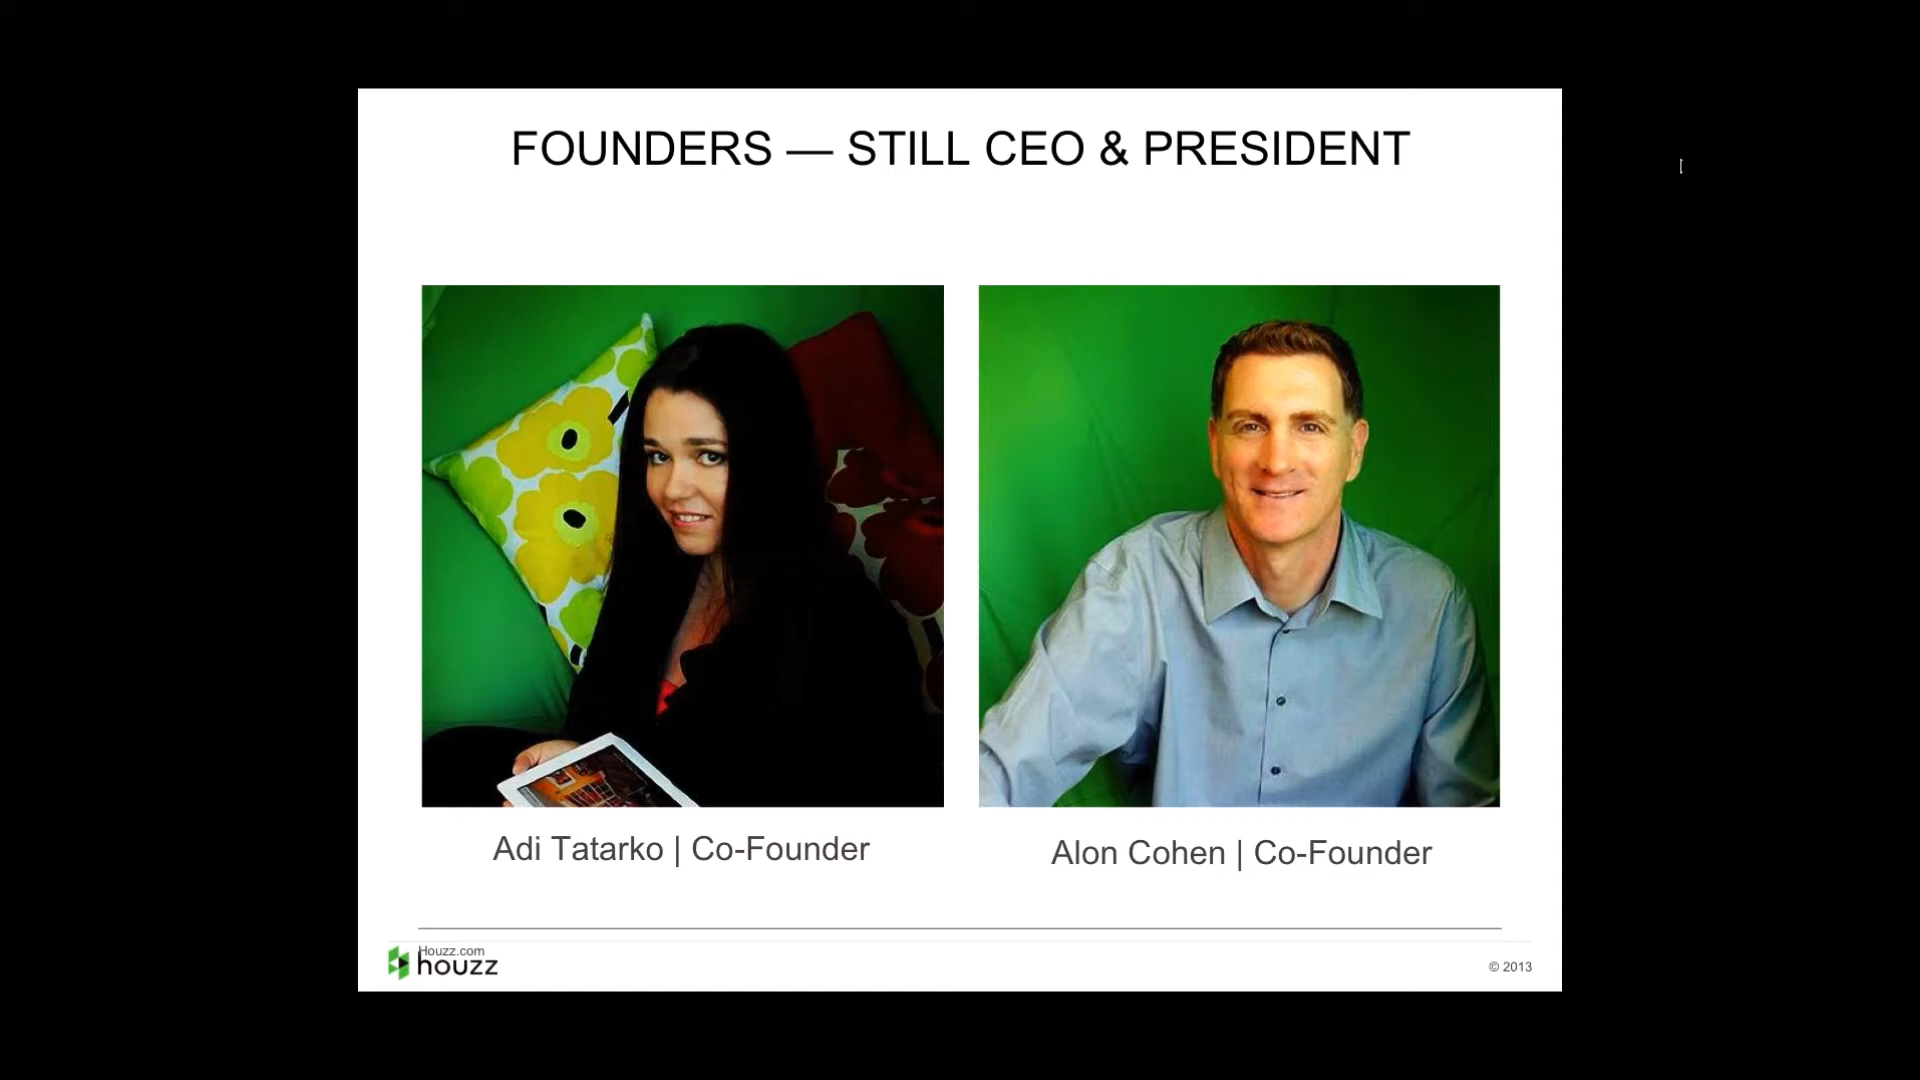 FOUNDERS — STILL CEO & PRESIDENT
Adi Tatarko | Co-Founder
Alon Cohen | Co-Founder
Houzz.com
houzz
© 2013